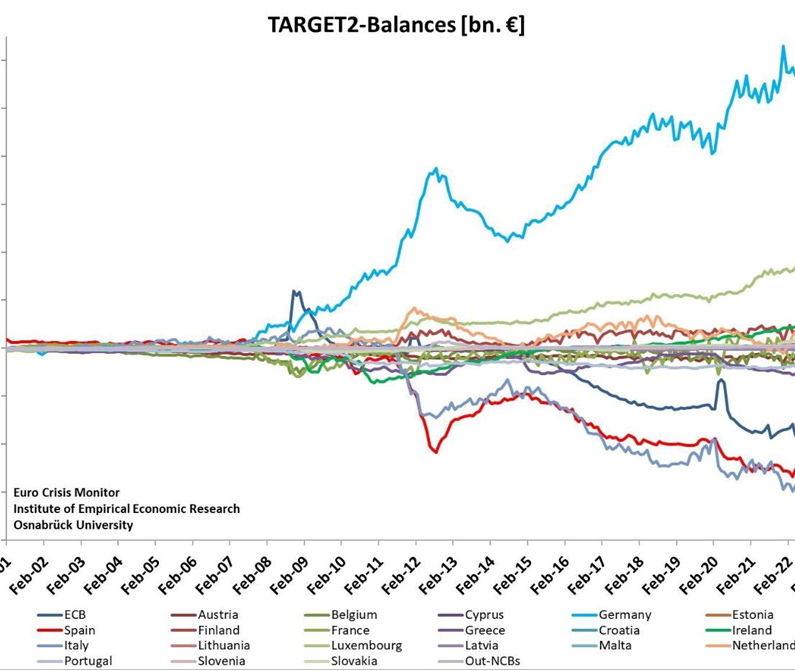 TARGET2-Balances [bn. €]
Euro Crisis Monitor
Institute of Empirical Economic Research
Osnabrück University
01 Feb-02 Feb-03 Feb-04 Feb-05 Feb-06 Feb-07 Feb-08 Feb-09 Feb-10 Feb-11 Feb-12 Feb-13 Feb-14 Feb-15 Feb-16 Feb-17 Feb-18 Feb-19 Feb-20 Feb-21 Feb-22
ECB Austria Belgium Cyprus Germany Estonia
Spain Finland France Greece Croatia Ireland
Italy Lithuania Luxembourg Latvia Malta Netherland
Portugal Slovenia Slovakia Out-NCBs